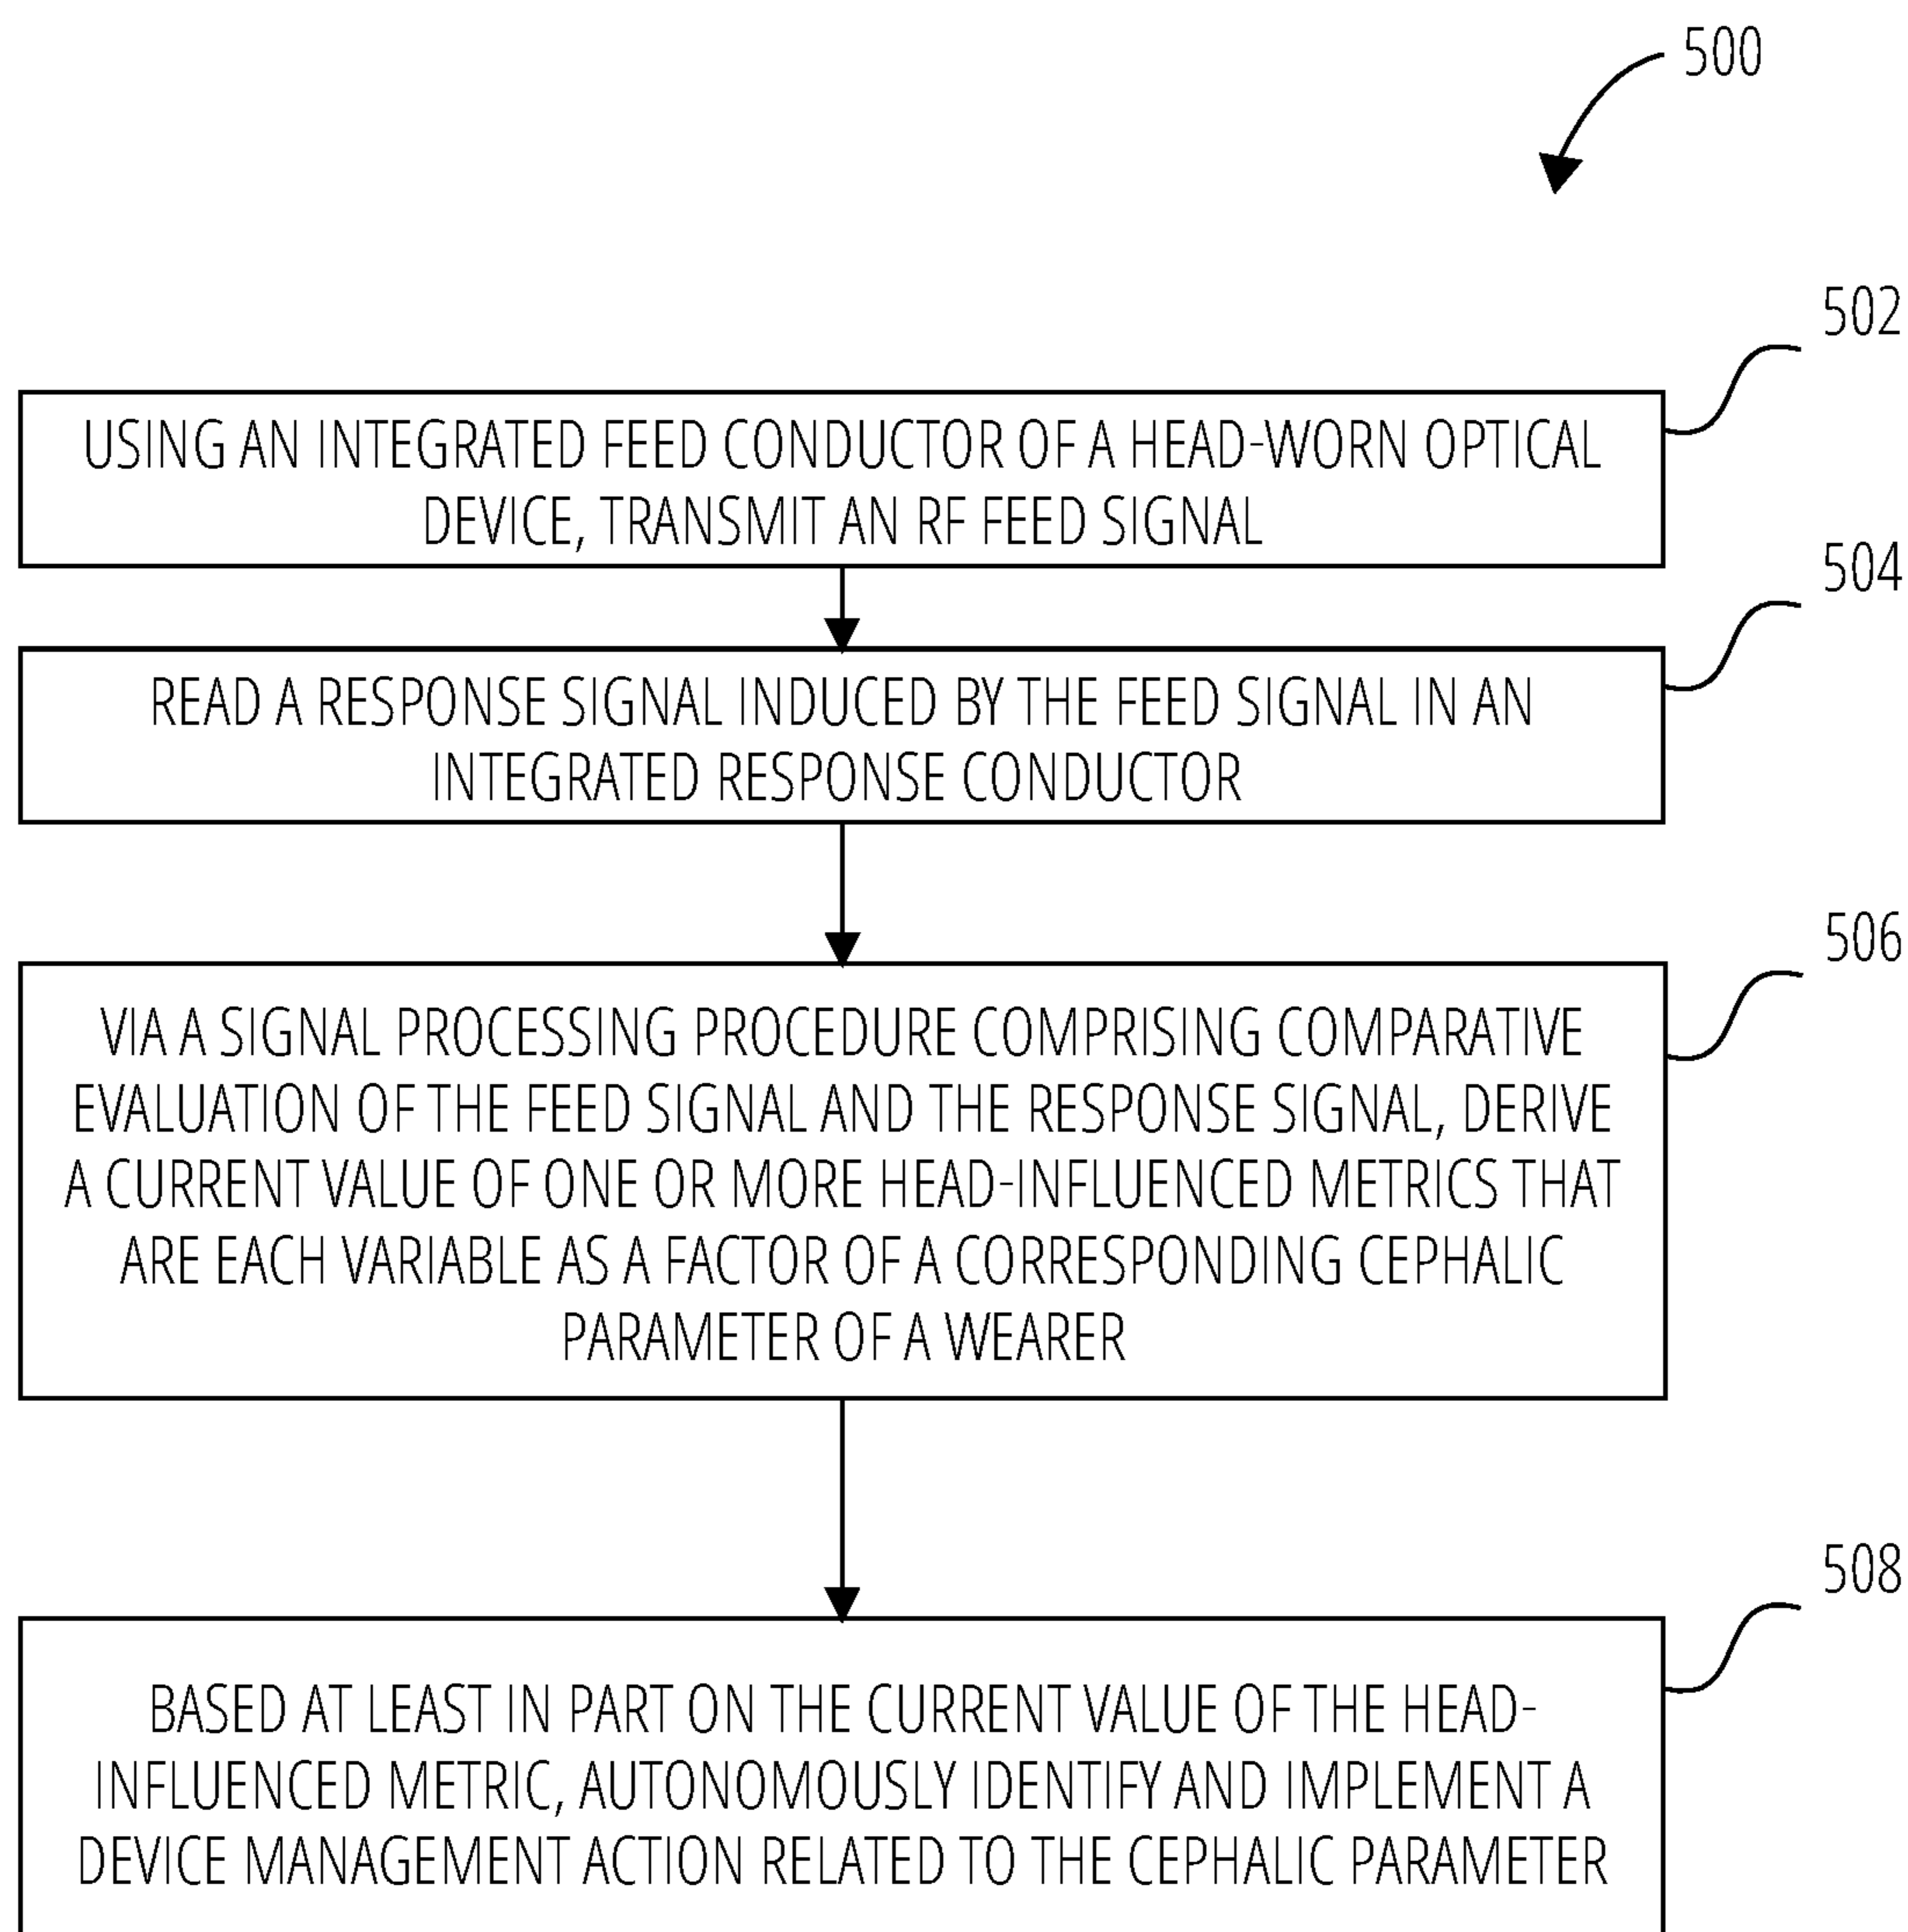 500
502
USING AN INTEGRATED FEED CONDUCTOR OF A HEAD-WORN OPTICAL
DEVICE, TRANSMIT AN RF FEED SIGNAL
504
READ A RESPONSE SIGNAL INDUCED BY THE FEED SIGNAL IN AN
INTEGRATED RESPONSE CONDUCTOR
506
VIA A SIGNAL PROCESSING PROCEDURE COMPRISING COMPARATIVE
EVALUATION OF THE FEED SIGNAL AND THE RESPONSE SIGNAL, DERIVE
A CURRENT VALUE OF ONE OR MORE HEAD-INFLUENCED METRICS THAT
ARE EACH VARIABLE AS A FACTOR OF A CORRESPONDING CEPHALIC
PARAMETER OF A WEARER
508
BASED AT LEAST IN PART ON THE CURRENT VALUE OF THE HEAD-
INFLUENCED METRIC, AUTONOMOUSLY IDENTIFY AND IMPLEMENT A
DEVICE MANAGEMENT ACTION RELATED TO THE CEPHALIC PARAMETER